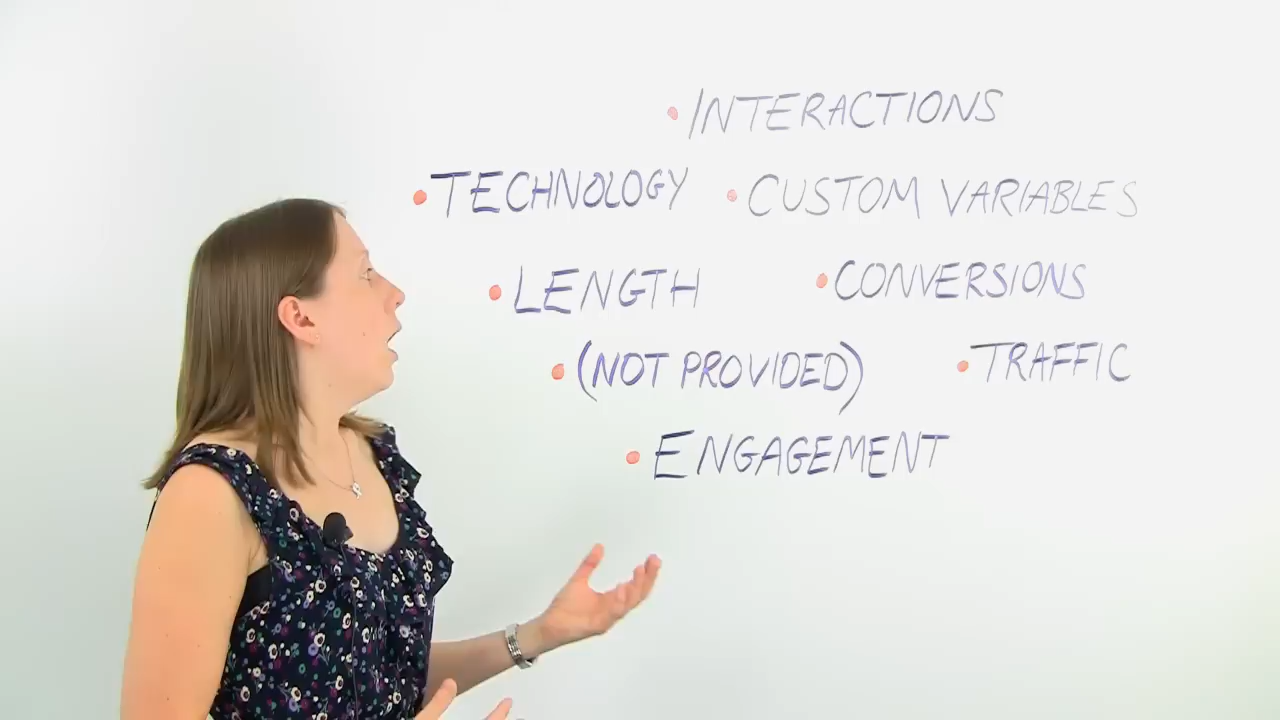 • INTERACTIONS
• TECHNOLOGY • CUSTOM VARIABLES
• LENGTH • CONVERSIONS
• (NOT PROVIDED) • TRAFFIC
• ENGAGEMENT